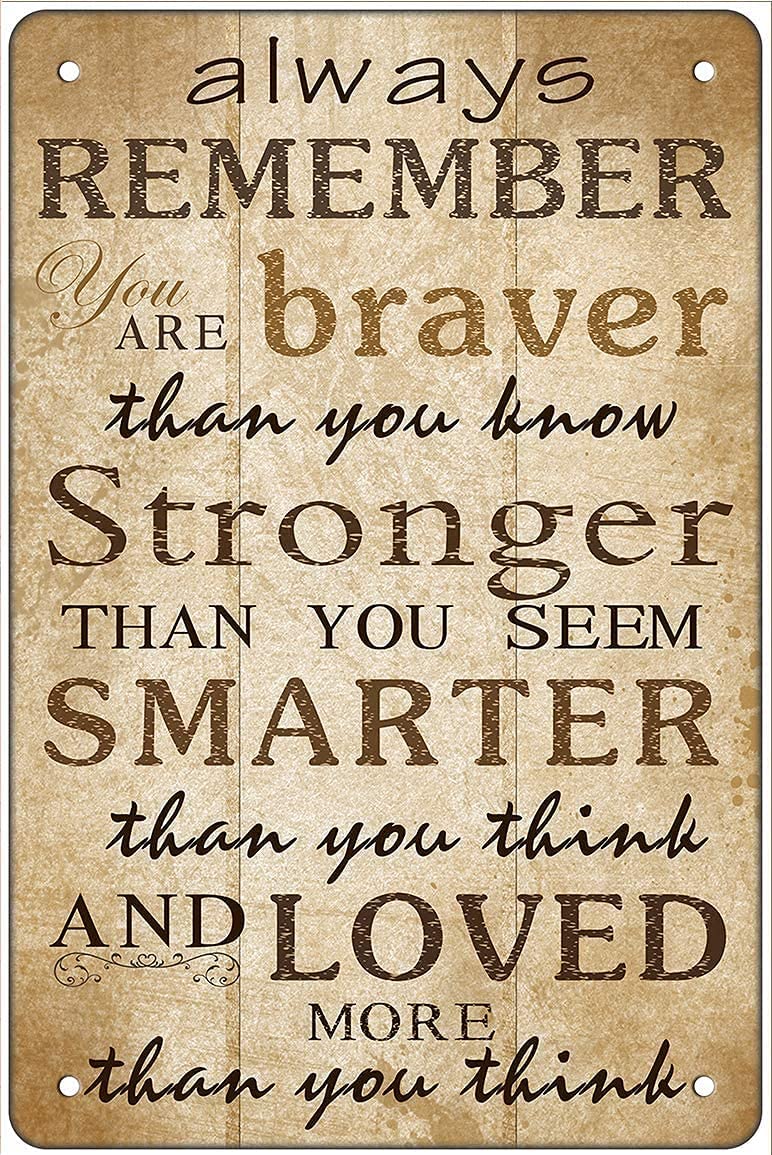 always
REMEMBER
You ARE braver
than you know
Stronger
THAN YOU SEEM
SMARTER
than you think
AND LOVED
MORE
than you think